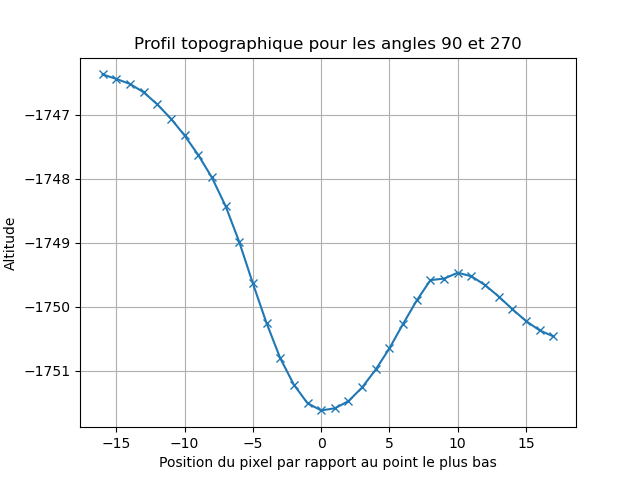 Profil topographique pour les angles 90 et 270
Altitude
−1747
−1748
−1749
−1750
−1751
−15 −10 −5 0 5 10 15
Position du pixel par rapport au point le plus bas